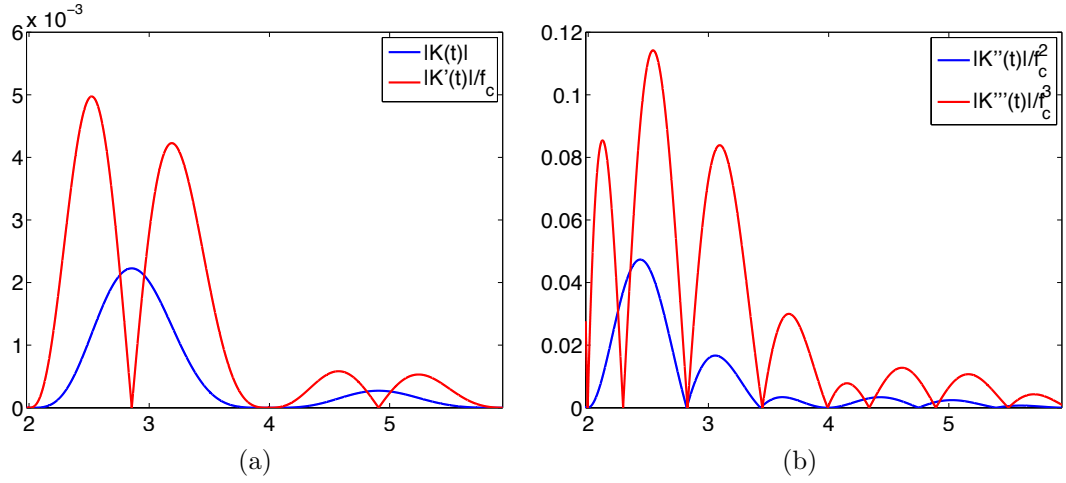 x 10⁻³
6
5
4
3
2
1
0
2 3 4 5
|K(t)|
|K'(t)|/f_c
(a)
0.12
0.1
0.08
0.06
0.04
0.02
0
2 3 4 5
|K''(t)|/f_c^2
|K'''(t)|/f_c^3
(b)